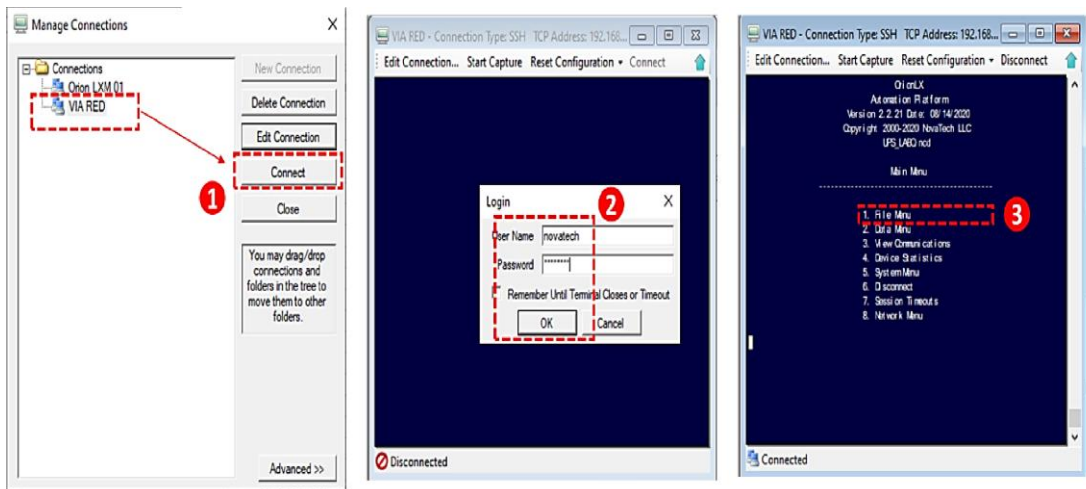 Manage Connections
X
Connections
Orion LXM 01
VIA RED
New Connection
Delete Connection
Edit Connection
Connect
1
Close
You may drag/drop
connections and
folders in the tree to
move them to other
folders.
Advanced >>
VIA RED - Connection Type: SSH TCP Address: 192.168...
Edit Connection... Start Capture Reset Configuration Connect
Login
2
X
User Name novatech
Password ********
Remember Until Terminal Closes or Timeout
OK Cancel
Disconnected
VIA RED - Connection Type: SSH TCP Address: 192.168...
Edit Connection... Start Capture Reset Configuration Disconnect
OrionLX
Automation Platform
Version 2.2.21 Date: 08/14/2020
Copyright 2000-2020 NovaTech LLC
UPS_LABO ncd
Main Menu
1. File Menu
3
2. Data Menu
3. View Communications
4. Device Statistics
5. System Menu
6. Disconnect
7. Session Timeouts
8. Network Menu
Connected